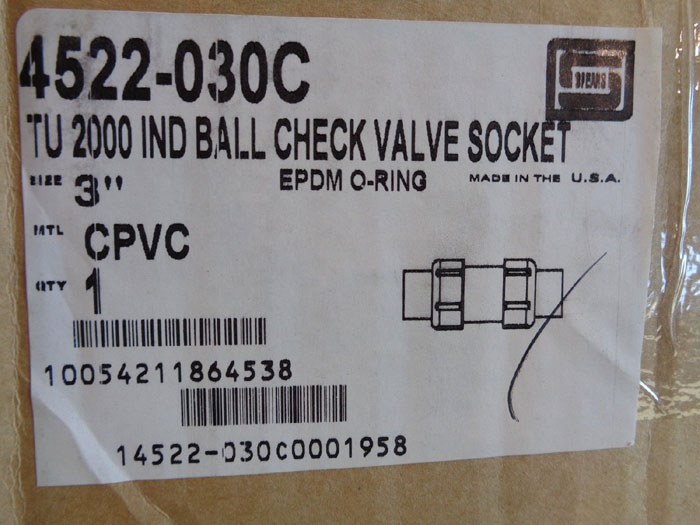 4522-030C
SPEARS
TU 2000 IND BALL CHECK VALVE SOCKET
SIZE 3" EPDM O-RING MADE IN THE U.S.A.
MTL CPVC
QTY 1
10054211864538
14522-030C0001958